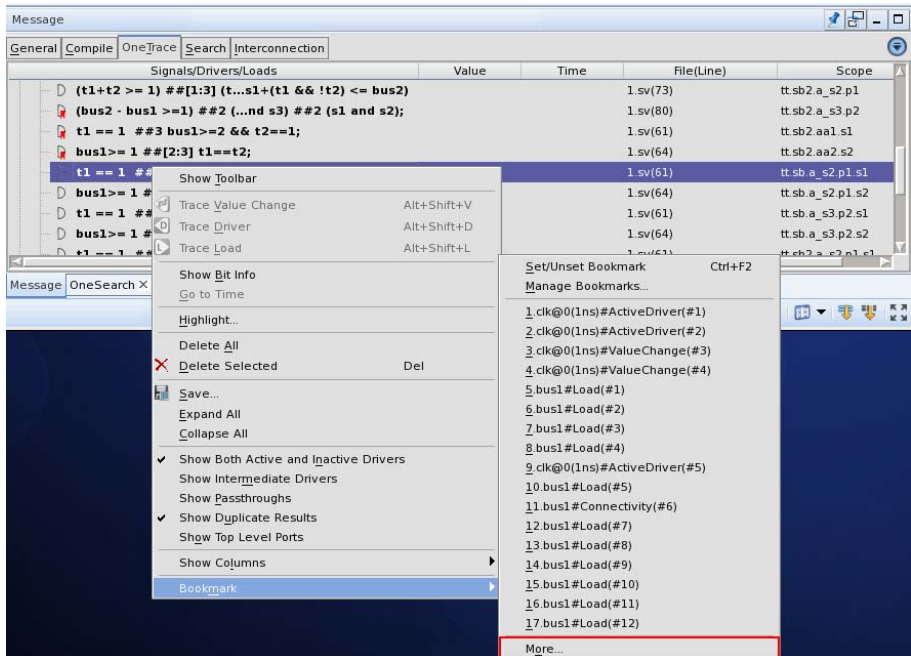 Message
General Compile OneTrace Search Interconnection
Signals/Drivers/Loads Value Time File(Line) Scope
D (t1+t2 >= 1) ##[1:3] (t...s1+(t1 && !t2) <= bus2) 1.sv(73) tt.sb2.a_s2.p1
(bus2 - bus1 >=1) ##2 (...nd s3) ##2 (s1 and s2); 1.sv(80) tt.sb2.a_s3.p2
t1 == 1 ##3 bus1>=2 && t2==1; 1.sv(61) tt.sb2.aa1.s1
bus1>= 1 ##[2:3] t1==t2; 1.sv(64) tt.sb2.aa2.s2
t1 == 1 ## 1.sv(61) tt.sb.a_s2.p1.s1
D bus1>= 1 # 1.sv(64) tt.sb.a_s2.p1.s2
D t1 == 1 ## 1.sv(61) tt.sb.a_s3.p2.s1
D bus1>= 1 # 1.sv(64) tt.sb.a_s3.p2.s2
D t1 == 1 ## 1.sv(61) tt.sb2.a_s2.p1.s1
Message OneSearch ×
Show Toolbar
Trace Value Change Alt+Shift+V
Trace Driver Alt+Shift+D
Trace Load Alt+Shift+L
Show Bit Info
Go to Time
Highlight...
Delete All
Delete Selected Del
Save...
Expand All
Collapse All
Show Both Active and Inactive Drivers
Show Intermediate Drivers
Show Passthroughs
Show Duplicate Results
Show Top Level Ports
Show Columns
Bookmark
Set/Unset Bookmark Ctrl+F2
Manage Bookmarks...
1.clk@0(1ns)#ActiveDriver(#1)
2.clk@0(1ns)#ActiveDriver(#2)
3.clk@0(1ns)#ValueChange(#3)
4.clk@0(1ns)#ValueChange(#4)
5.bus1#Load(#1)
6.bus1#Load(#2)
7.bus1#Load(#3)
8.bus1#Load(#4)
9.clk@0(1ns)#ActiveDriver(#5)
10.bus1#Load(#5)
11.bus1#Connectivity(#6)
12.bus1#Load(#7)
13.bus1#Load(#8)
14.bus1#Load(#9)
15.bus1#Load(#10)
16.bus1#Load(#11)
17.bus1#Load(#12)
More...